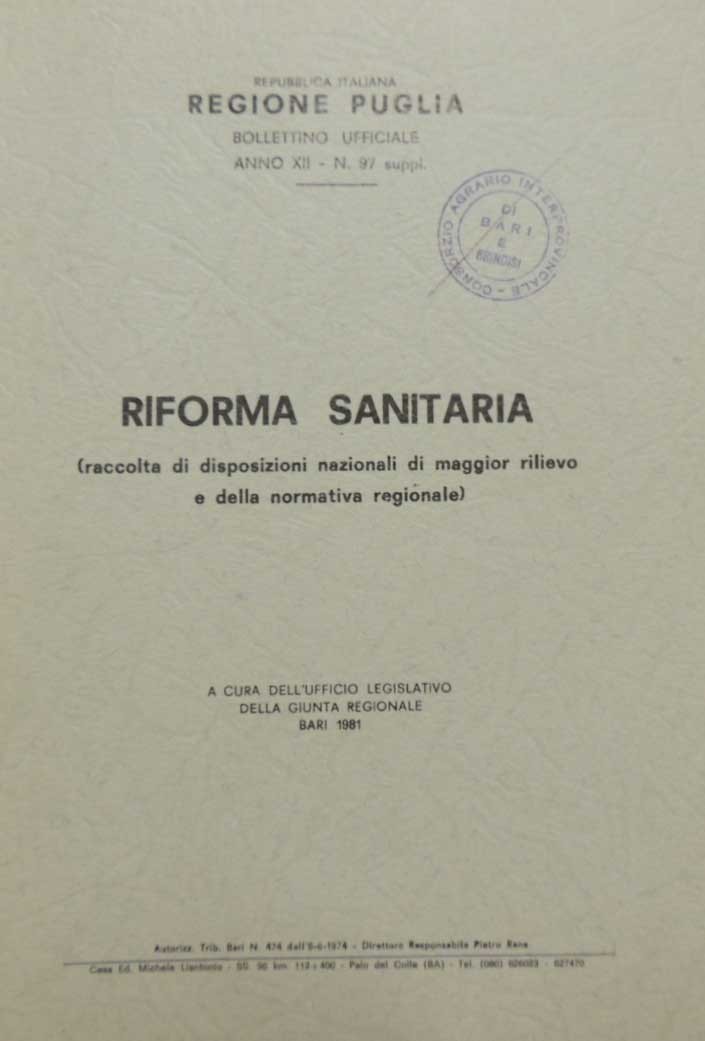 REPUBBLICA ITALIANA
REGIONE PUGLIA
BOLLETTINO UFFICIALE
ANNO XII - N. 97 suppl.
CONSORZIO AGRARIO INTERPROVINCALE -
DI
BARI
E
BRINDISI
RIFORMA SANITARIA
(raccolta di disposizioni nazionali di maggior rilievo
e della normativa regionale)
A CURA DELL'UFFICIO LEGISLATIVO
DELLA GIUNTA REGIONALE
BARI 1981
Autorizz. Trib. Bari N. 474 dell'8-6-1974 - Direttore Responsabile Pietro
Casa Ed. Michele Liantonio - SS. 96 km. 113+400 - Palo del Colle (BA) - Tel. (080) - 627470